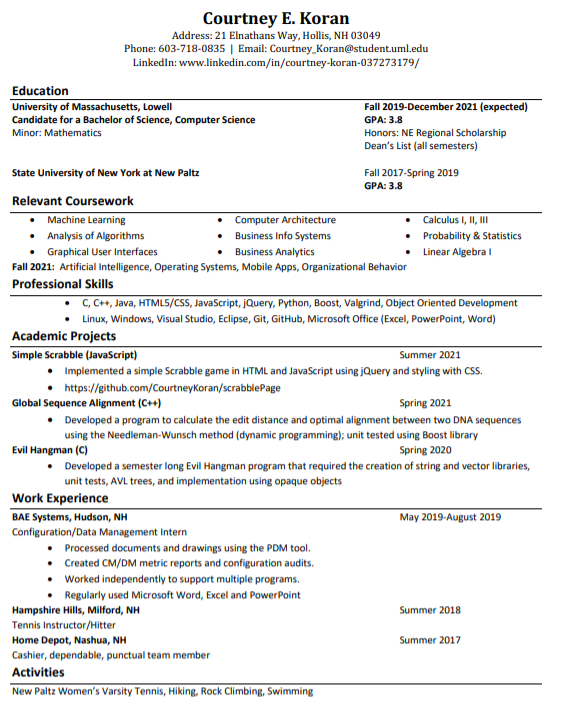 Courtney E. Koran
Address: 21 Elnathans Way, Hollis, NH 03049
Phone: 603-718-0835 | Email: Courtney_Koran@student.uml.edu
LinkedIn: www.linkedin.com/in/courtney-koran-037273179/
Education
University of Massachusetts, Lowell Fall 2019-December 2021 (expected)
Candidate for a Bachelor of Science, Computer Science GPA: 3.8
Minor: Mathematics Honors: NE Regional Scholarship
Dean's List (all semesters)
State University of New York at New Paltz Fall 2017-Spring 2019
GPA: 3.8
Relevant Coursework
• Machine Learning • Computer Architecture • Calculus I, II, III
• Analysis of Algorithms • Business Info Systems • Probability & Statistics
• Graphical User Interfaces • Business Analytics • Linear Algebra I
Fall 2021: Artificial Intelligence, Operating Systems, Mobile Apps, Organizational Behavior
Professional Skills
• C, C++, Java, HTML5/CSS, JavaScript, jQuery, Python, Boost, Valgrind, Object Oriented Development
• Linux, Windows, Visual Studio, Eclipse, Git, GitHub, Microsoft Office (Excel, PowerPoint, Word)
Academic Projects
Simple Scrabble (JavaScript) Summer 2021
• Implemented a simple Scrabble game in HTML and JavaScript using jQuery and styling with CSS.
• https://github.com/CourtneyKoran/scrabblePage
Global Sequence Alignment (C++) Spring 2021
• Developed a program to calculate the edit distance and optimal alignment between two DNA sequences
using the Needleman-Wunsch method (dynamic programming); unit tested using Boost library
Evil Hangman (C) Spring 2020
• Developed a semester long Evil Hangman program that required the creation of string and vector libraries,
unit tests, AVL trees, and implementation using opaque objects
Work Experience
BAE Systems, Hudson, NH May 2019-August 2019
Configuration/Data Management Intern
• Processed documents and drawings using the PDM tool.
• Created CM/DM metric reports and configuration audits.
• Worked independently to support multiple programs.
• Regularly used Microsoft Word, Excel and PowerPoint
Hampshire Hills, Milford, NH Summer 2018
Tennis Instructor/Hitter
Home Depot, Nashua, NH Summer 2017
Cashier, dependable, punctual team member
Activities
New Paltz Women's Varsity Tennis, Hiking, Rock Climbing, Swimming